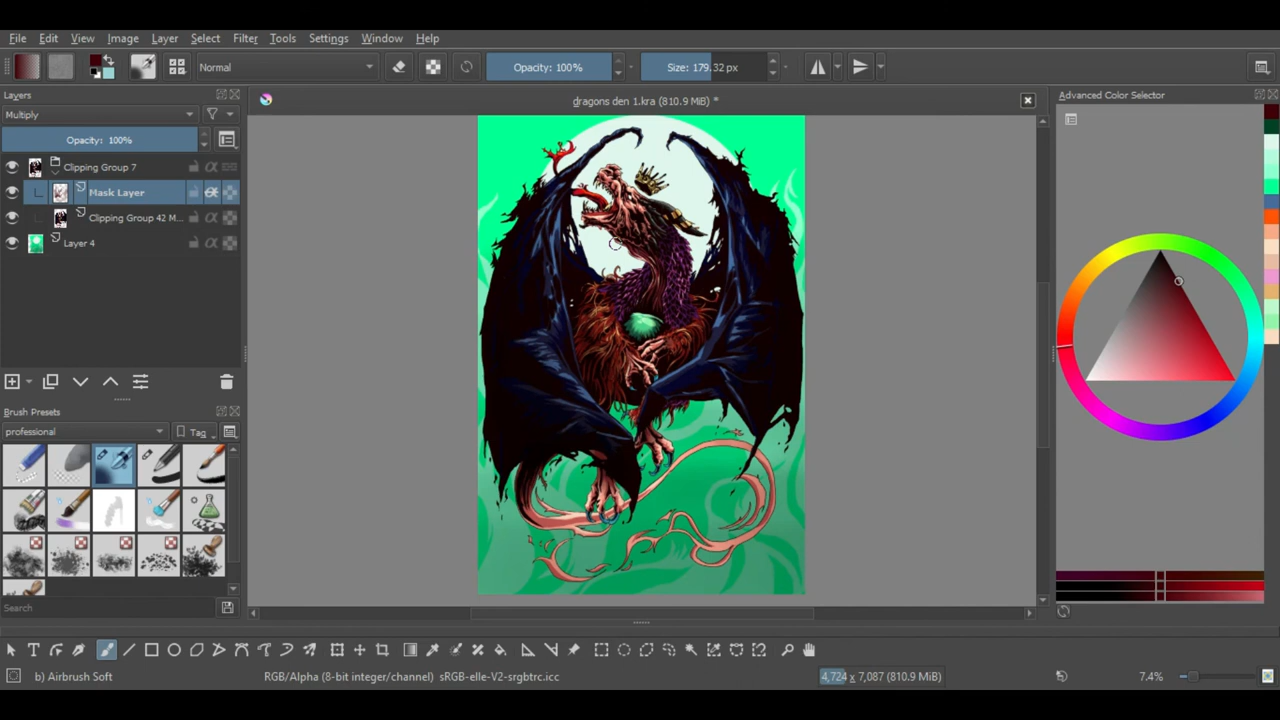 File Edit View Image Layer Select Filter Tools Settings Window Help
Normal Opacity: 100% Size: 179.32 px
Layers
dragons den 1.kra (810.9 MiB) *
Advanced Color Selector
Multiply
Opacity: 100%
Clipping Group 7
Mask Layer
Clipping Group 42 M...
Layer 4
Brush Presets
professional Tag
Search
b) Airbrush Soft RGB/Alpha (8-bit integer/channel) sRGB-elle-V2-srgbtrc.icc 4,724 x 7,087 (810.9 MiB) 7.4%